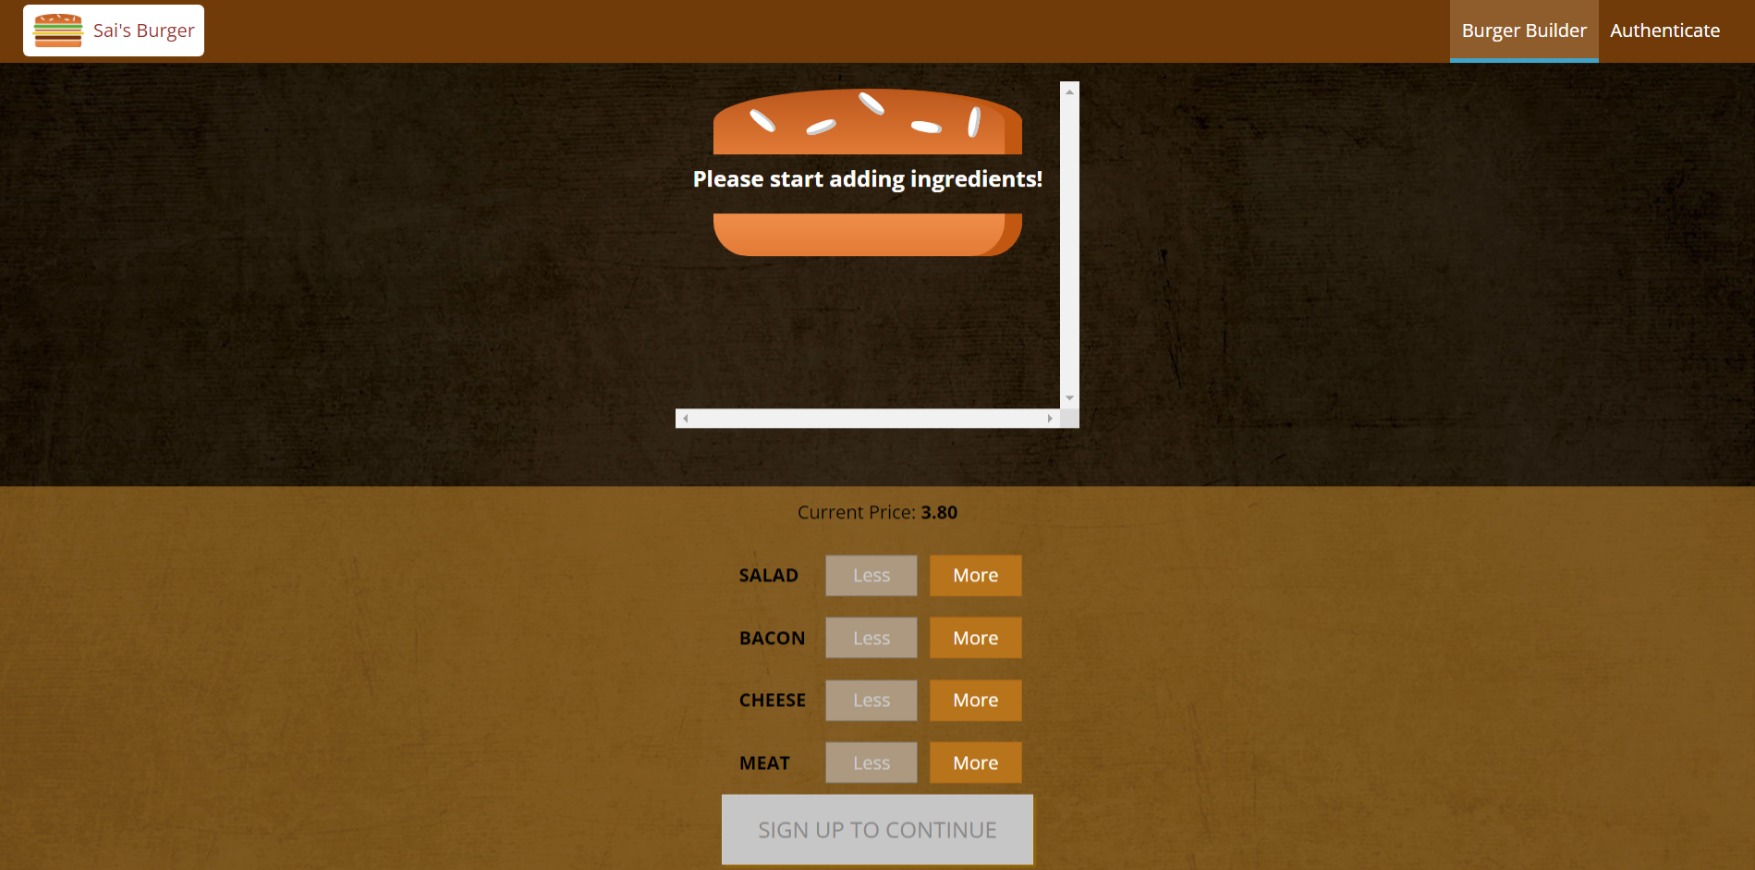 Sai's Burger
Burger Builder
Authenticate
Please start adding ingredients!
Current Price: 3.80
SALAD Less More
BACON Less More
CHEESE Less More
MEAT Less More
SIGN UP TO CONTINUE